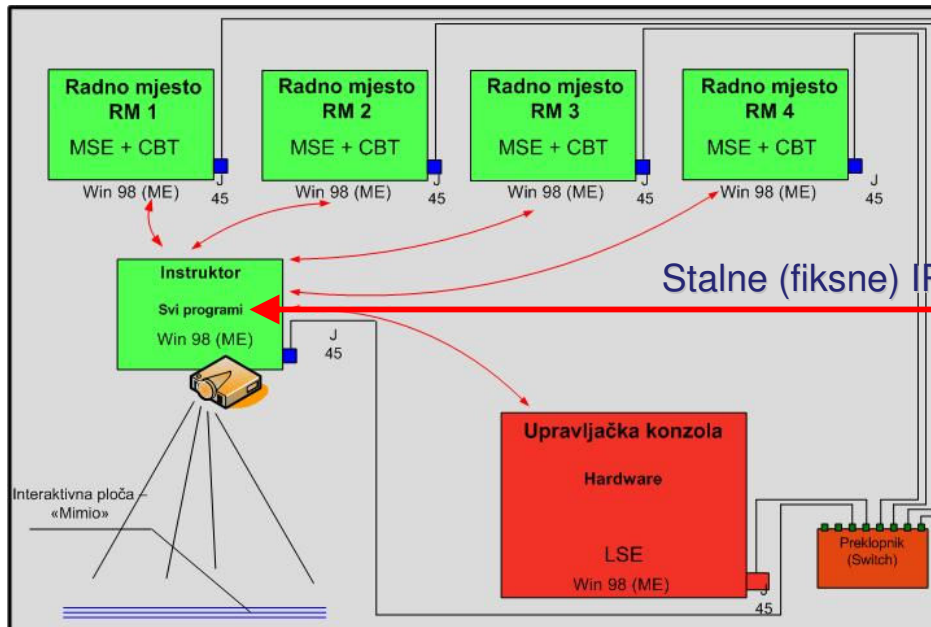 Radno mjesto
RM 1
MSE + CBT
Win 98 (ME)
J
45
Radno mjesto
RM 2
MSE + CBT
Win 98 (ME)
J
45
Radno mjesto
RM 3
MSE + CBT
Win 98 (ME)
J
45
Radno mjesto
RM 4
MSE + CBT
Win 98 (ME)
J
45
Instruktor
Svi programi
Win 98 (ME)
J
45
Stalne (fiksne) IP
Upravljačka konzola
Hardware
LSE
Win 98 (ME)
J
45
Preklopnik
(Switch)
Interaktivna ploča –
«Mimio»